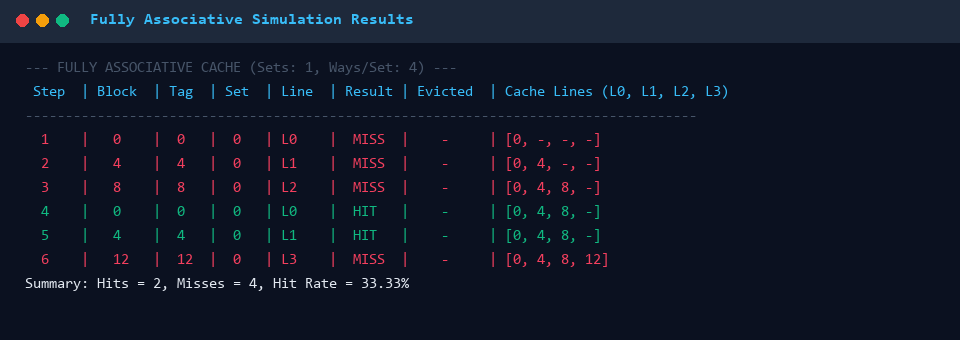 Fully Associative Simulation Results
--- FULLY ASSOCIATIVE CACHE (Sets: 1, Ways/Set: 4) ---
Step | Block | Tag | Set | Line | Result | Evicted | Cache Lines (L0, L1, L2, L3)
------------------------------------------------------------------------------------
1 | 0 | 0 | 0 | L0 | MISS | - | [0, -, -, -]
2 | 4 | 4 | 0 | L1 | MISS | - | [0, 4, -, -]
3 | 8 | 8 | 0 | L2 | MISS | - | [0, 4, 8, -]
4 | 0 | 0 | 0 | L0 | HIT | - | [0, 4, 8, -]
5 | 4 | 4 | 0 | L1 | HIT | - | [0, 4, 8, -]
6 | 12 | 12 | 0 | L3 | MISS | - | [0, 4, 8, 12]
Summary: Hits = 2, Misses = 4, Hit Rate = 33.33%